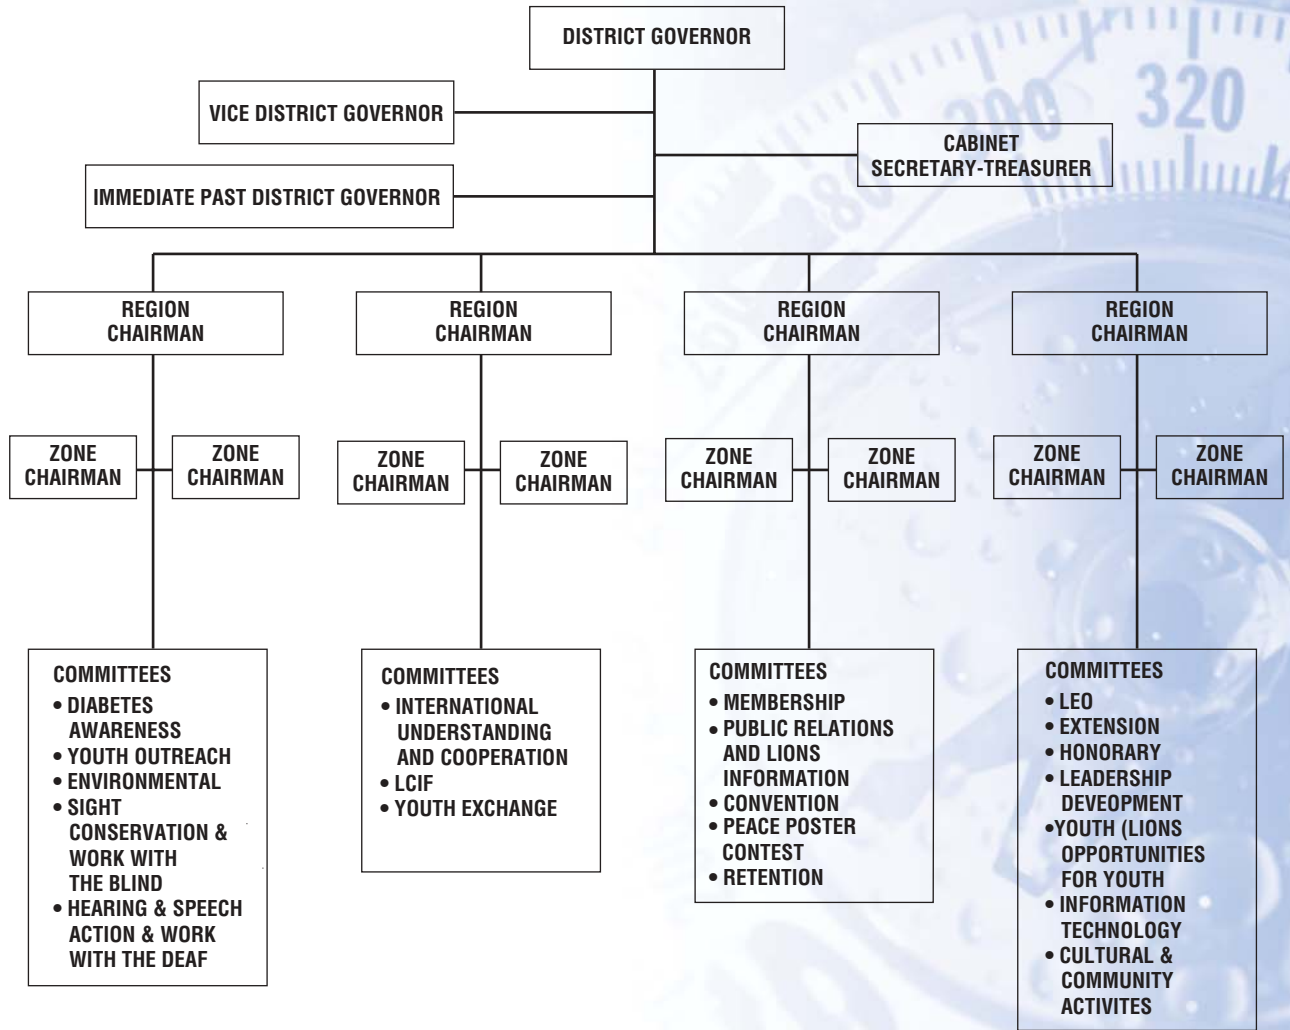 DISTRICT GOVERNOR
VICE DISTRICT GOVERNOR
CABINET
SECRETARY-TREASURER
IMMEDIATE PAST DISTRICT GOVERNOR
REGION
CHAIRMAN
REGION
CHAIRMAN
REGION
CHAIRMAN
REGION
CHAIRMAN
ZONE
CHAIRMAN
ZONE
CHAIRMAN
ZONE
CHAIRMAN
ZONE
CHAIRMAN
ZONE
CHAIRMAN
ZONE
CHAIRMAN
ZONE
CHAIRMAN
ZONE
CHAIRMAN
COMMITTEES
• DIABETES
AWARENESS
• YOUTH OUTREACH
• ENVIRONMENTAL
• SIGHT
CONSERVATION &
WORK WITH
THE BLIND
• HEARING & SPEECH
ACTION & WORK
WITH THE DEAF
COMMITTEES
• INTERNATIONAL
UNDERSTANDING
AND COOPERATION
• LCIF
• YOUTH EXCHANGE
COMMITTEES
• MEMBERSHIP
• PUBLIC RELATIONS
AND LIONS
INFORMATION
• CONVENTION
• PEACE POSTER
CONTEST
• RETENTION
COMMITTEES
• LEO
• EXTENSION
• HONORARY
• LEADERSHIP
DEVEOPMENT
•YOUTH (LIONS
OPPORTUNITIES
FOR YOUTH
• INFORMATION
TECHNOLOGY
• CULTURAL &
COMMUNITY
ACTIVITES
280
300
320